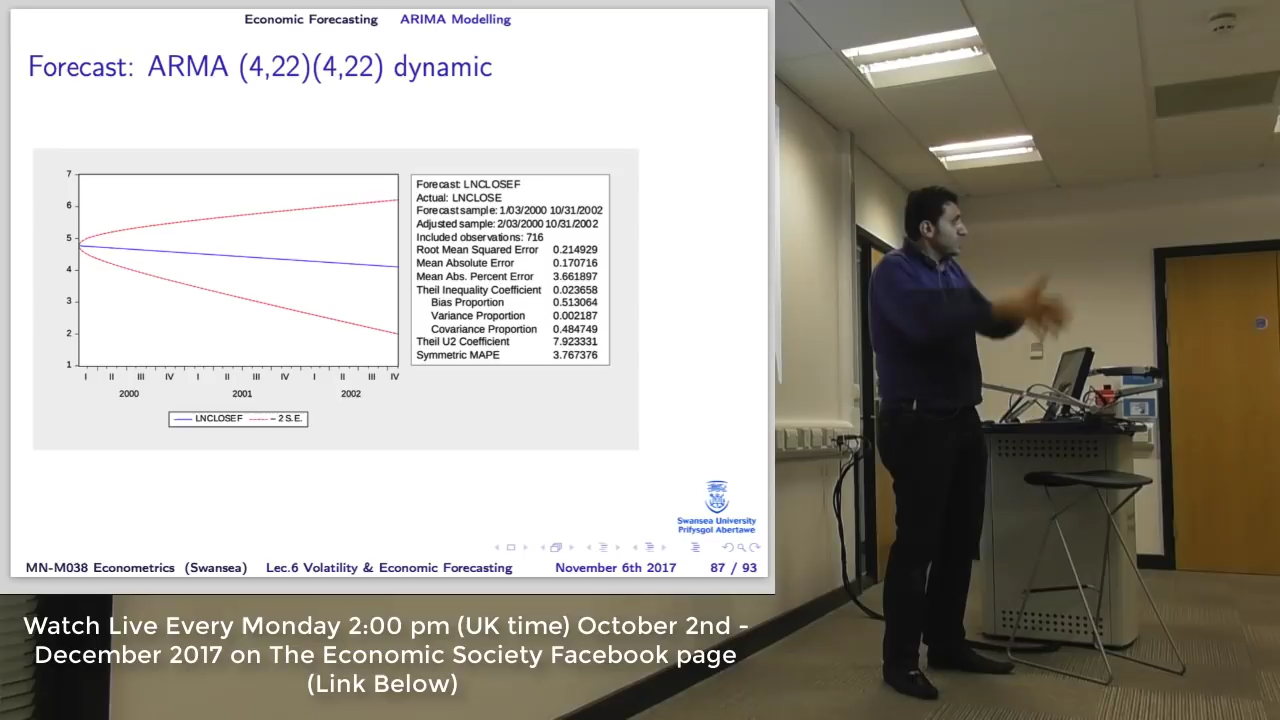 Economic Forecasting ARIMA Modelling
Forecast: ARMA (4,22)(4,22) dynamic
7
6
5
4
3
2
1
I II III IV I II III IV I II III IV
2000 2001 2002
LNCLOSEF – 2 S.E.
Forecast: LNCLOSEF
Actual: LNCLOSE
Forecast sample: 1/03/2000 10/31/2002
Adjusted sample: 2/03/2000 10/31/2002
Included observations: 716
Root Mean Squared Error 0.214929
Mean Absolute Error 0.170716
Mean Abs. Percent Error 3.661897
Theil Inequality Coefficient 0.023658
Bias Proportion 0.513064
Variance Proportion 0.002187
Covariance Proportion 0.484749
Theil U2 Coefficient 7.923331
Symmetric MAPE 3.767376
Swansea University
Prifysgol Abertawe
MN-M038 Econometrics (Swansea) Lec.6 Volatility & Economic Forecasting November 6th 2017 87 / 93
Watch Live Every Monday 2:00 pm (UK time) October 2nd -
December 2017 on The Economic Society Facebook page
(Link Below)